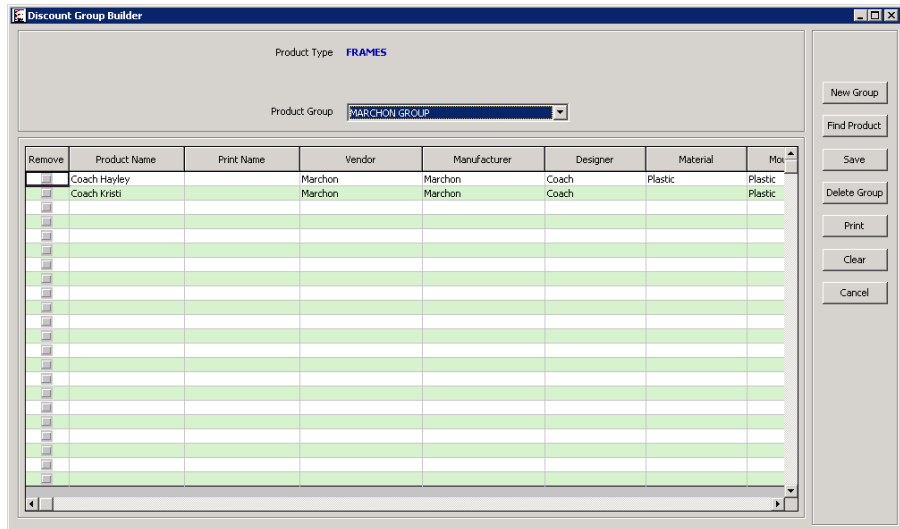 Discount Group Builder
Product Type FRAMES
Product Group MARCHON GROUP
New Group
Find Product
Save
Delete Group
Print
Clear
Cancel
Remove Product Name Print Name Vendor Manufacturer Designer Material Mou
Coach Hayley Marchon Marchon Coach Plastic Plastic
Coach Kristi Marchon Marchon Coach Plastic